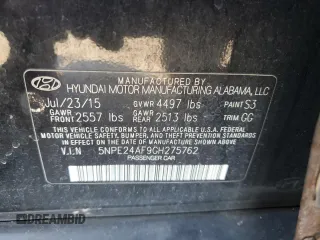 MANUFACTURED BY
HYUNDAI MOTOR MANUFACTURING ALABAMA, LLC
Jul/23/15 GVWR 4497 lbs PAINT S3
GAWR FRONT 2557 lbs GAWR REAR 2513 lbs TRIM GG
THIS VEHICLE CONFORMS TO ALL APPLICABLE FEDERAL MOTOR VEHICLE
SAFETY, BUMPER, AND THEFT PREVENTION STANDARDS IN
EFFECT ON THE DATE OF MANUFACTURE SHOWN ABOVE.
V.I.N 5NPE24AF9GH275762
PASSENGER CAR
AUTOBIDMASTER